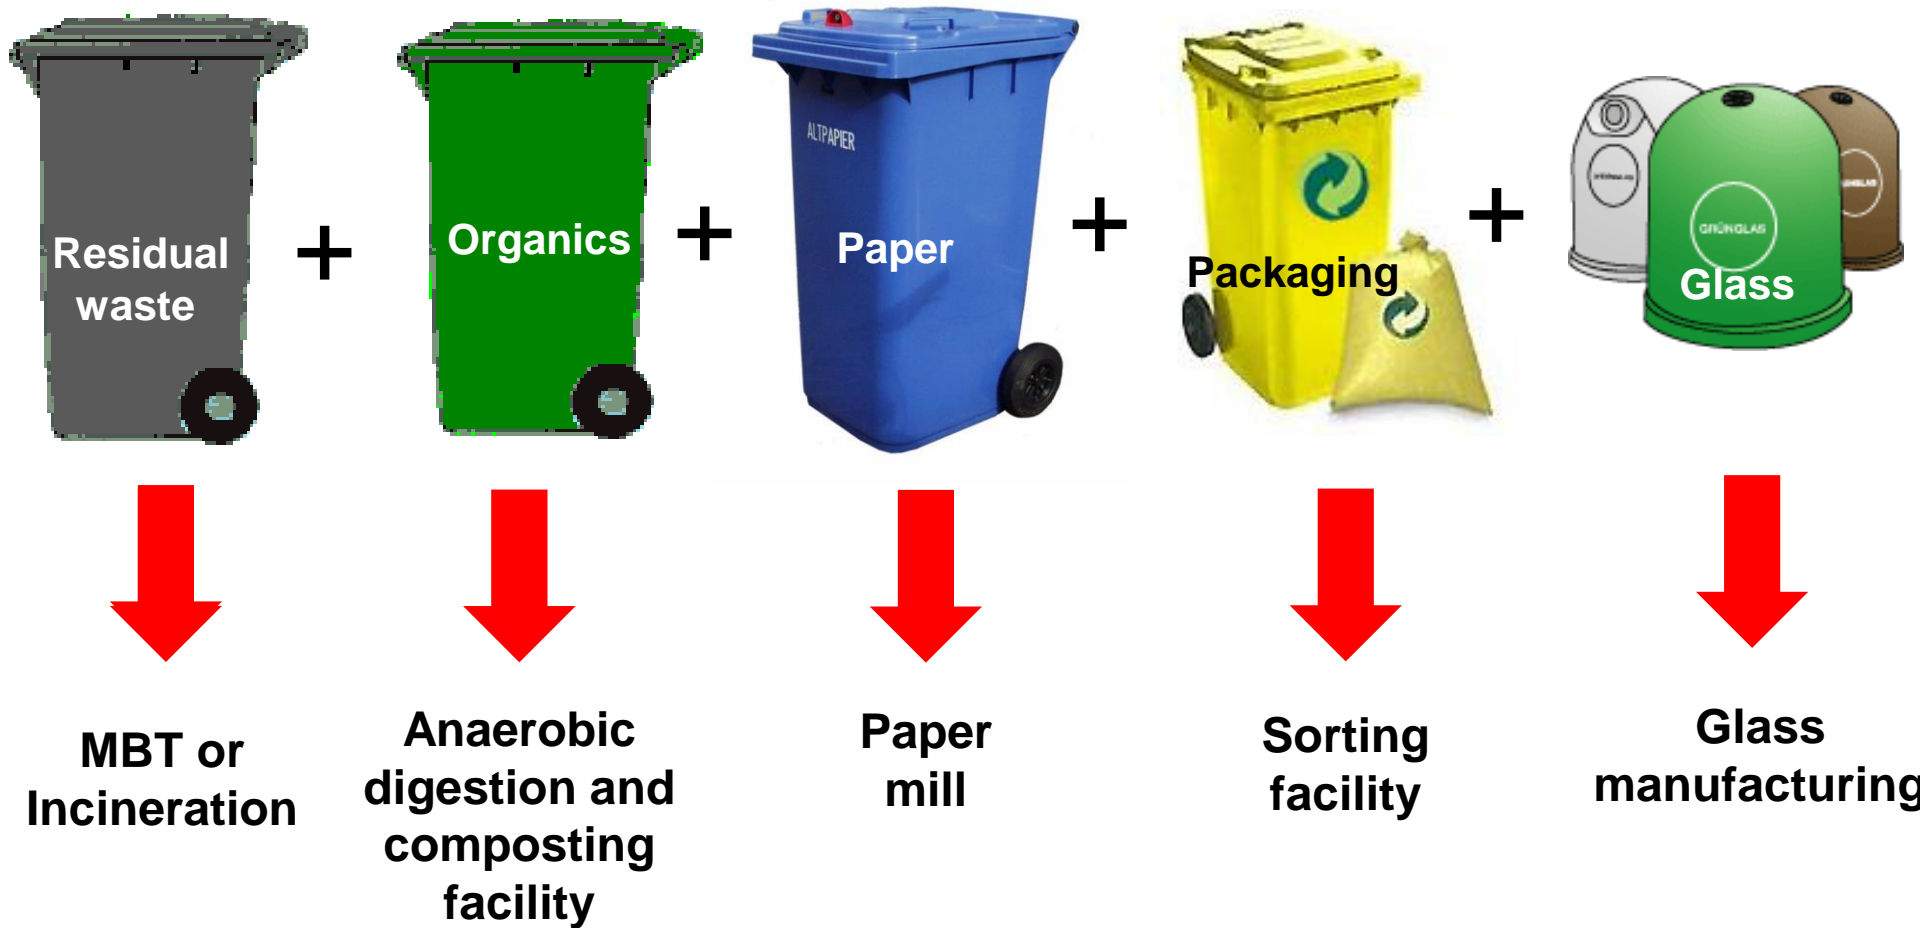 Residual
waste
+
Organics
+
ALTPAPIER
Paper
+
Packaging
+
GRÜNGLAS
Glass
MBT or
Incineration
Anaerobic
digestion and
composting
facility
Paper
mill
Sorting
facility
Glass
manufacturing